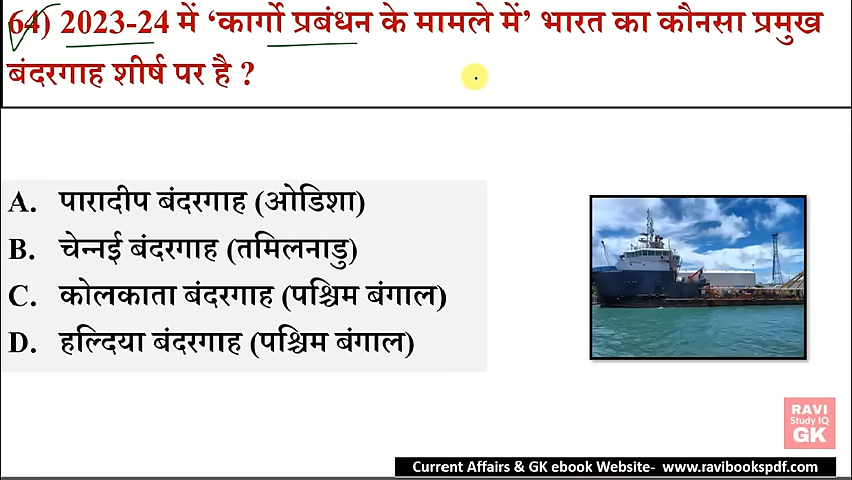 64) 2023-24 में ‘कार्गो प्रबंधन के मामले में’ भारत का कौनसा प्रमुख
बंदरगाह शीर्ष पर है ?
A. पारादीप बंदरगाह (ओडिशा)
B. चेन्नई बंदरगाह (तमिलनाडु)
C. कोलकाता बंदरगाह (पश्चिम बंगाल)
D. हल्दिया बंदरगाह (पश्चिम बंगाल)
RAVI
Study IQ
GK
Current Affairs & GK ebook Website- www.ravibookspdf.com